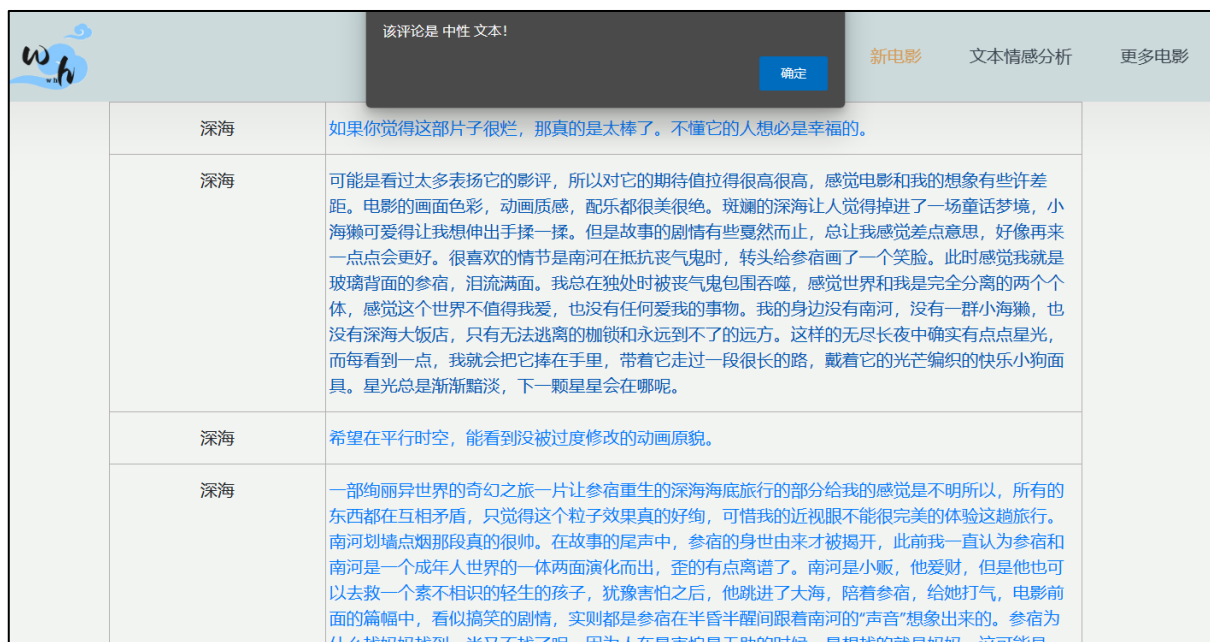 该评论是 中性 文本!
确定
wh
wh
新电影
文本情感分析
更多电影
深海
如果你觉得这部片子很烂，那真的是太棒了。不懂它的人想必是幸福的。
深海
可能是看过太多表扬它的影评，所以对它的期待值拉得很高很高，感觉电影和我的想象有些许差
距。电影的画面色彩，动画质感，配乐都很美很绝。斑斓的深海让人觉得掉进了一场童话梦境，小
海獭可爱得让我想伸出手揉一揉。但是故事的剧情有些戛然而止，总让我感觉差点意思，好像再来
一点点会更好。很喜欢的情节是南河在抵抗丧气鬼时，转头给参宿画了一个笑脸。此时感觉我就是
玻璃背面的参宿，泪流满面。我总在独处时被丧气鬼包围吞噬，感觉世界和我是完全分离的两个个
体，感觉这个世界不值得我爱，也没有任何爱我的事物。我的身边没有南河，没有一群小海獭，也
没有深海大饭店，只有无法逃离的枷锁和永远到不了的远方。这样的无尽长夜中确实有点点星光，
而每看到一点，我就会把它捧在手里，带着它走过一段很长的路，戴着它的光芒编织的快乐小狗面
具。星光总是渐渐黯淡，下一颗星星会在哪呢。
深海
希望在平行时空，能看到没被过度修改的动画原貌。
深海
一部绚丽异世界的奇幻之旅一片让参宿重生的深海海底旅行的部分给我的感觉是不明所以，所有的
东西都在互相矛盾，只觉得这个粒子效果真的好绚，可惜我的近视眼不能很完美的体验这趟旅行。
南河划墙点烟那段真的很帅。在故事的尾声中，参宿的身世由来才被揭开，此前我一直认为参宿和
南河是一个成年人世界的一体两面演化而出，歪的有点离谱了。南河是小贩，他爱财，但是他也可
以去救一个素不相识的轻生的孩子，犹豫害怕之后，他跳进了大海，陪着参宿，给她打气，电影前
面的篇幅中，看似搞笑的剧情，实则都是参宿在半昏半醒间跟着南河的“声音”想象出来的。参宿为